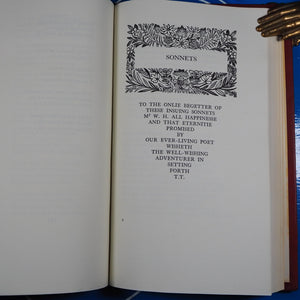 SONNETS
TO THE ONLIE BEGETTER OF
THESE INSUING SONNETS
Mr W. H. ALL HAPPINESSE
AND THAT ETERNITIE
PROMISED
BY
OUR EVER-LIVING POET
WISHETH
THE WELL-WISHING
ADVENTURER IN
SETTING
FORTH
T.T.